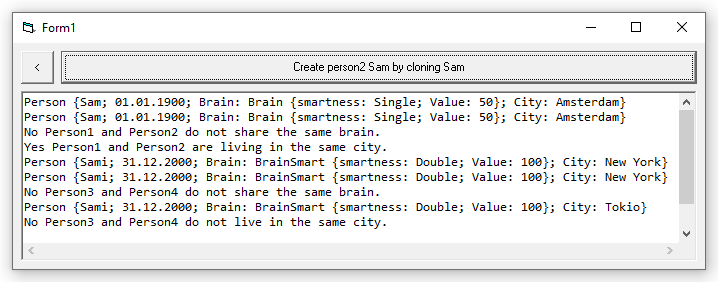 Form1
< Create person2 Sam by cloning Sam
Person {Sam; 01.01.1900; Brain: Brain {smartness: Single; Value: 50}; City: Amsterdam}
Person {Sam; 01.01.1900; Brain: Brain {smartness: Single; Value: 50}; City: Amsterdam}
No Person1 and Person2 do not share the same brain.
Yes Person1 and Person2 are living in the same city.
Person {Sami; 31.12.2000; Brain: BrainSmart {smartness: Double; Value: 100}; City: New York}
Person {Sami; 31.12.2000; Brain: BrainSmart {smartness: Double; Value: 100}; City: New York}
No Person3 and Person4 do not share the same brain.
Person {Sami; 31.12.2000; Brain: BrainSmart {smartness: Double; Value: 100}; City: Tokio}
No Person3 and Person4 do not live in the same city.